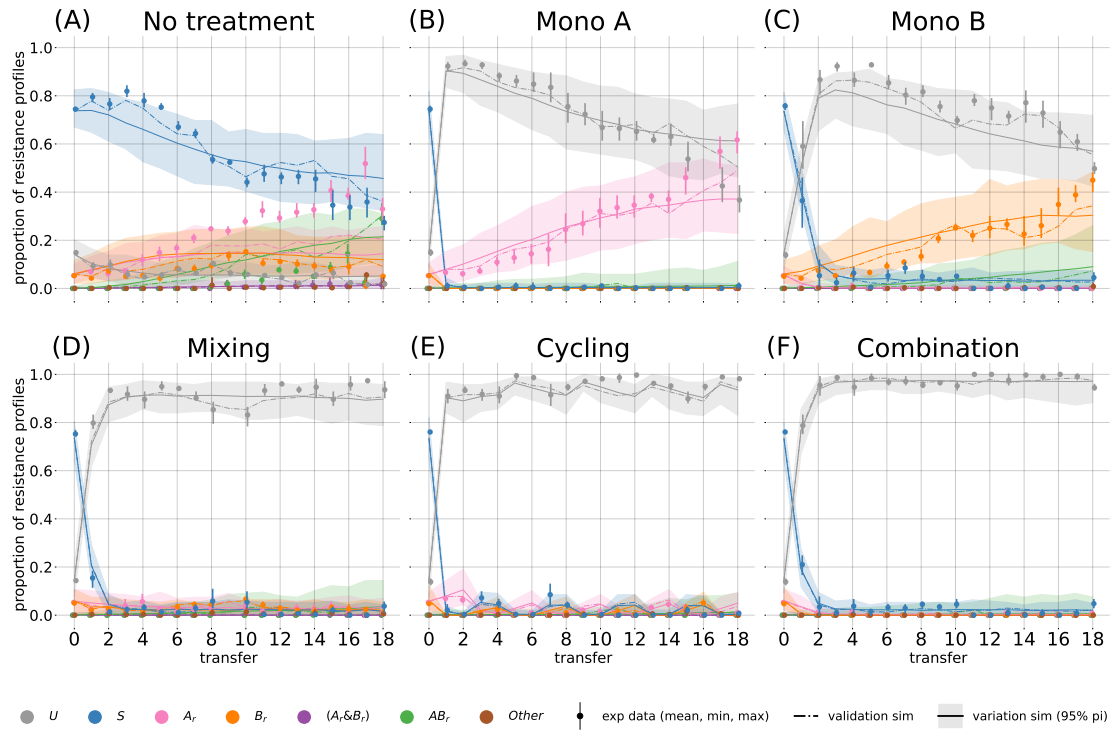 (A) No treatment
(B) Mono A
(C) Mono B
proportion of resistance profiles
1.0
0.8
0.6
0.4
0.2
0.0
(D) Mixing
(E) Cycling
(F) Combination
proportion of resistance profiles
1.0
0.8
0.6
0.4
0.2
0.0
0 2 4 6 8 10 12 14 16 18
0 2 4 6 8 10 12 14 16 18
0 2 4 6 8 10 12 14 16 18
transfer
transfer
transfer
U S Ar Br (Ar&Br) ABr Other exp data (mean, min, max) validation sim variation sim (95% pi)